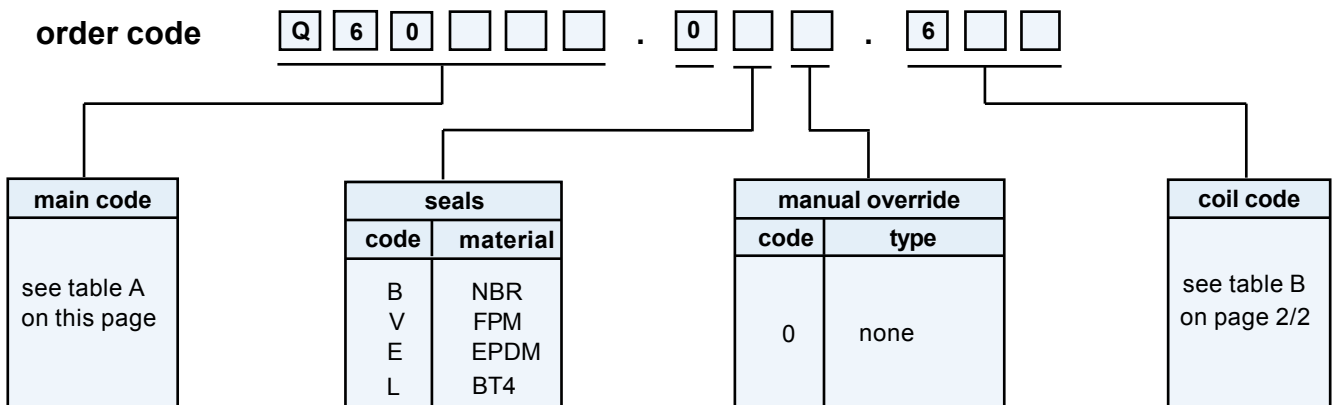 order code Q 6 0 . 0 . 6
main code
see table A
on this page
seals
code material
B NBR
V FPM
E EPDM
L BT4
manual override
code type
0 none
coil code
see table B
on page 2/2